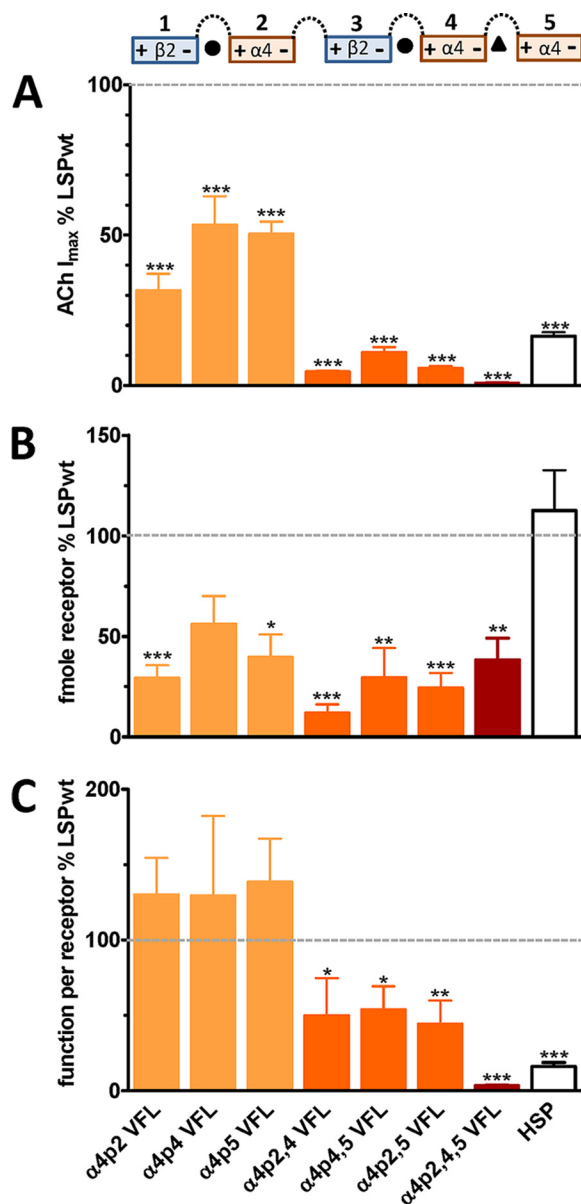 1 2 3 4 5
+ β2 - + α4 - + β2 - + α4 - + α4 -
A
100
50
0
ACh Imax % LSPwt
*** *** *** *** *** *** *** ***
B
150
100
50
0
fmole receptor % LSPwt
*** * *** ** *** **
C
200
100
0
function per receptor % LSPwt
* * ** *** ***
α4p2 VFL
α4p4 VFL
α4p5 VFL
α4p2,4 VFL
α4p4,5 VFL
α4p2,5 VFL
α4p2,4,5 VFL
HSP